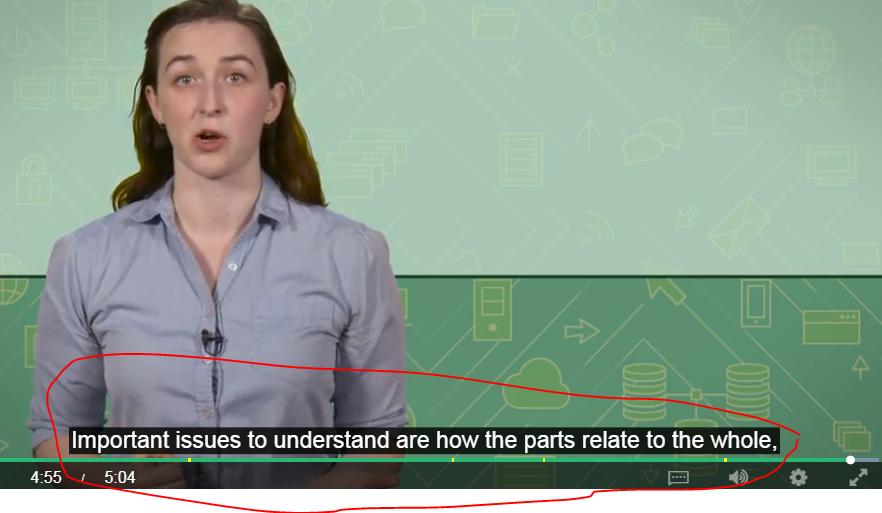 Important issues to understand are how the parts relate to the whole,
4:55 / 5:04